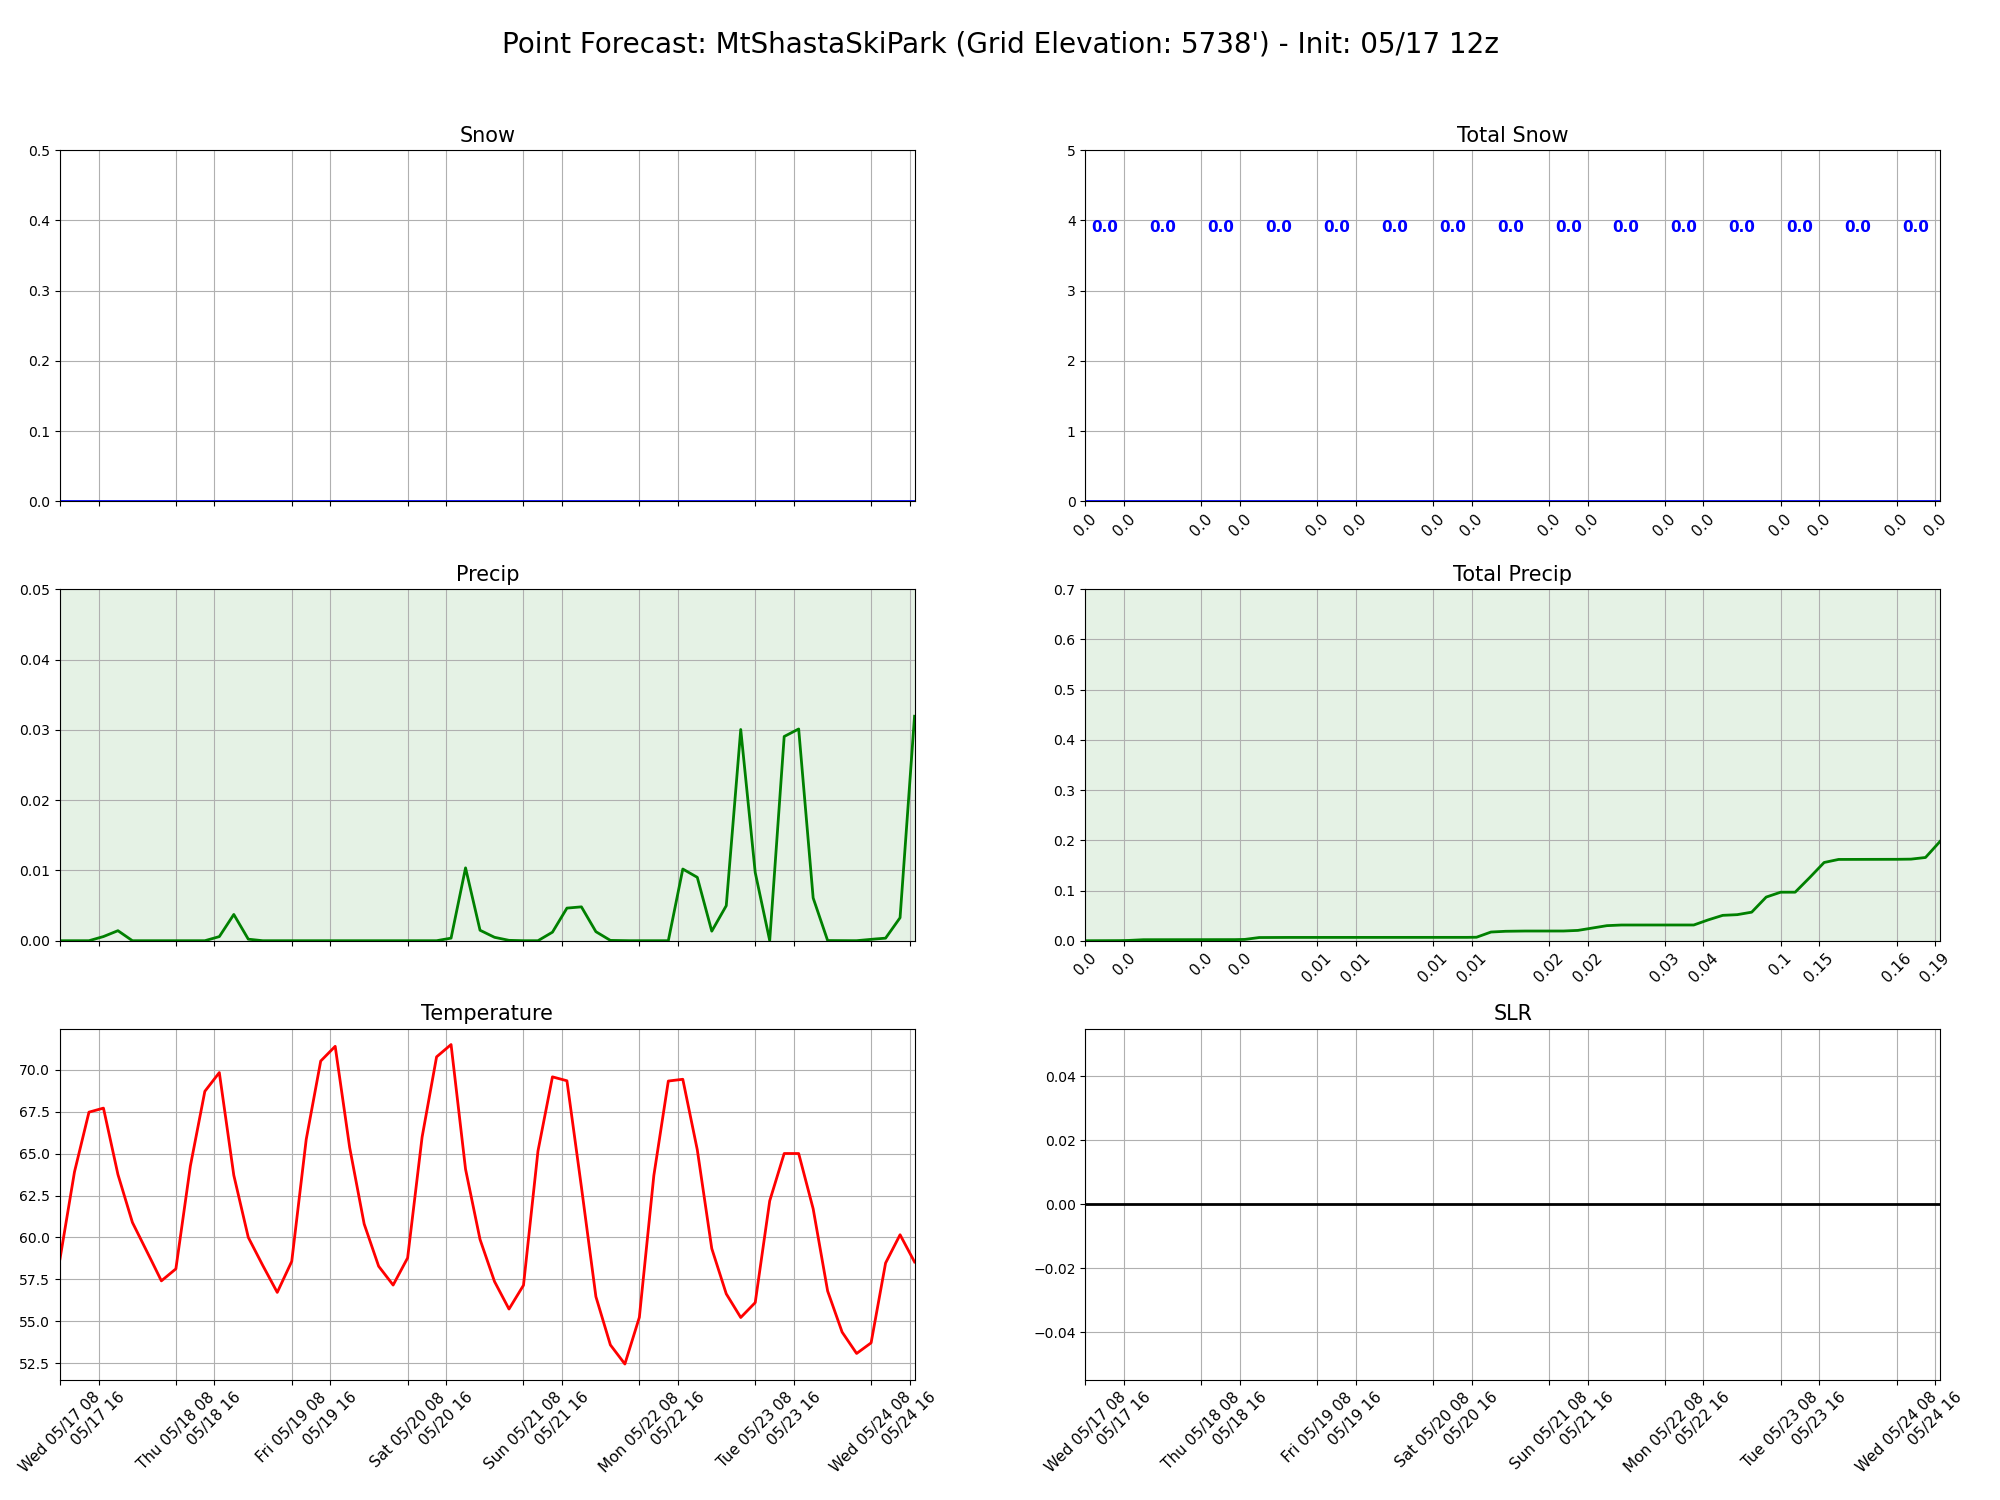 Point Forecast: MtShastaSkiPark (Grid Elevation: 5738') - Init: 05/17 12z
Snow
0.5
0.4
0.3
0.2
0.1
0.0
Total Snow
5
4
3
2
1
0
0.0 0.0 0.0 0.0 0.0 0.0 0.0 0.0 0.0 0.0 0.0 0.0 0.0 0.0 0.0
0.0 0.0 0.0 0.0 0.0 0.0 0.0 0.0 0.0 0.0 0.0 0.0 0.0 0.0 0.0 0.0
Precip
0.05
0.04
0.03
0.02
0.01
0.00
Total Precip
0.7
0.6
0.5
0.4
0.3
0.2
0.1
0.0
0.0 0.0 0.0 0.0 0.01 0.01 0.01 0.01 0.02 0.02 0.03 0.04 0.1 0.15 0.16 0.19
Temperature
70.0
67.5
65.0
62.5
60.0
57.5
55.0
52.5
Wed 05/17 08
05/17 16
Thu 05/18 08
05/18 16
Fri 05/19 08
05/19 16
Sat 05/20 08
05/20 16
Sun 05/21 08
05/21 16
Mon 05/22 08
05/22 16
Tue 05/23 08
05/23 16
Wed 05/24 08
05/24 16
SLR
0.04
0.02
0.00
−0.02
−0.04
Wed 05/17 08
05/17 16
Thu 05/18 08
05/18 16
Fri 05/19 08
05/19 16
Sat 05/20 08
05/20 16
Sun 05/21 08
05/21 16
Mon 05/22 08
05/22 16
Tue 05/23 08
05/23 16
Wed 05/24 08
05/24 16